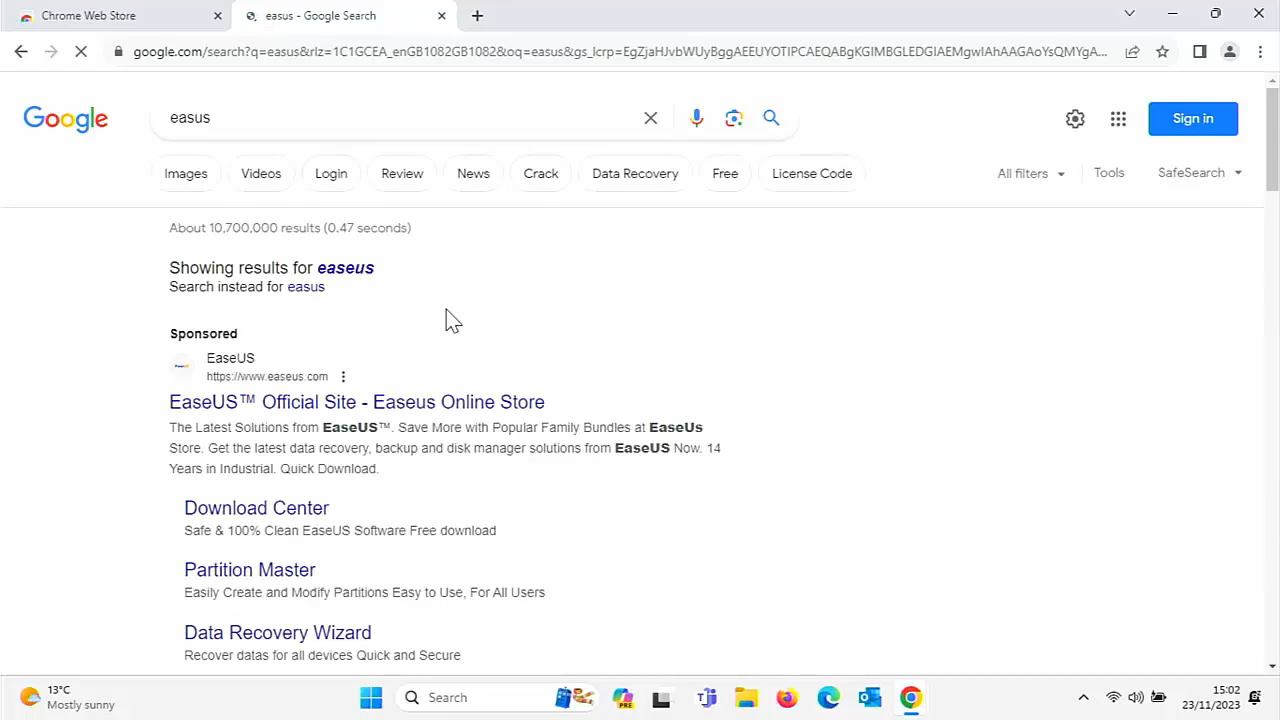 Chrome Web Store
easus - Google Search
google.com/search?q=easus&rlz=1C1GCEA_enGB1082GB1082&oq=easus&gs_lcrp=EgZjaHJvbWUyBggAEEUYOTIPCAEQABgKGIMBGLEDGIAEMgwIAhAAGAoYsQMYgA...
Google
easus
Sign in
Images
Videos
Login
Review
News
Crack
Data Recovery
Free
License Code
All filters
Tools
SafeSearch
About 10,700,000 results (0.47 seconds)
Showing results for easeus
Search instead for easus
Sponsored
EaseUS
https://www.easeus.com
EaseUS™ Official Site - Easeus Online Store
The Latest Solutions from EaseUS™. Save More with Popular Family Bundles at EaseUs
Store. Get the latest data recovery, backup and disk manager solutions from EaseUS Now. 14
Years in Industrial. Quick Download.
Download Center
Safe & 100% Clean EaseUS Software Free download
Partition Master
Easily Create and Modify Partitions Easy to Use, For All Users
Data Recovery Wizard
Recover datas for all devices Quick and Secure
13°C
Mostly sunny
Search
PRE
15:02
23/11/2023